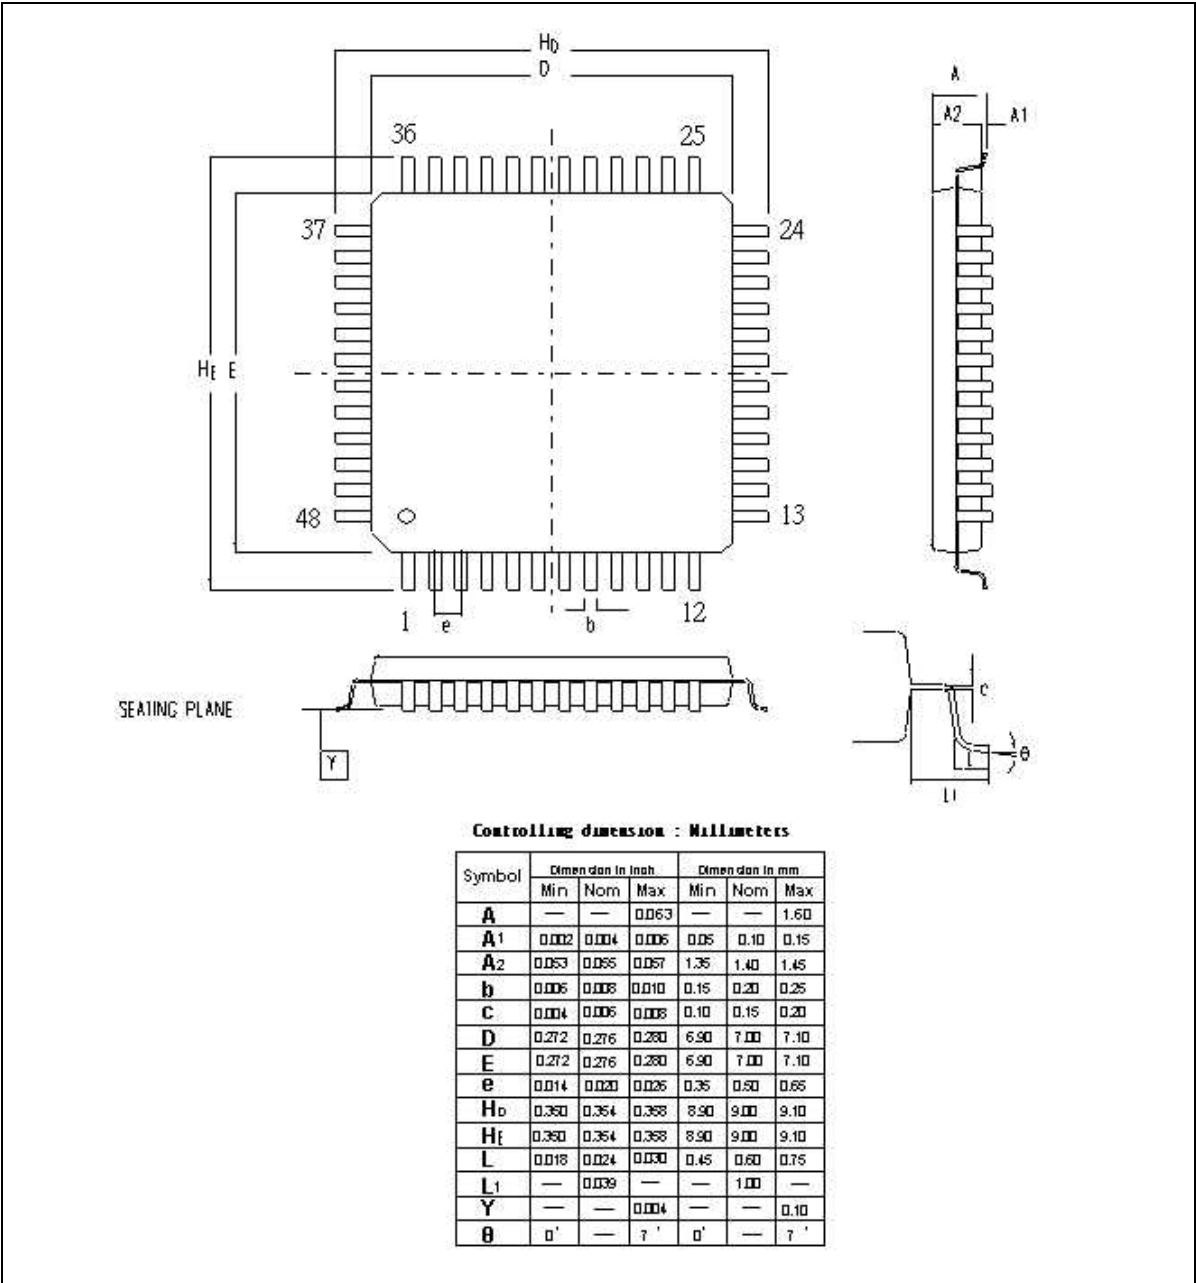 HD
D
A
A2 A1
36 25
37 24
HE E
48 13
1 e b 12
SEATING PLANE
Y
c
θ
L
L1
Controlling dimension : Millimeters
Symbol Dimension in inch Dimension in mm
Min Nom Max Min Nom Max
A — — 0.063 — — 1.60
A1 0.002 0.004 0.006 0.05 0.10 0.15
A2 0.053 0.055 0.057 1.35 1.40 1.45
b 0.006 0.008 0.010 0.15 0.20 0.25
c 0.004 0.006 0.008 0.10 0.15 0.20
D 0.272 0.276 0.280 6.90 7.00 7.10
E 0.272 0.276 0.280 6.90 7.00 7.10
e 0.014 0.020 0.026 0.35 0.50 0.65
HD 0.350 0.354 0.358 8.90 9.00 9.10
HE 0.350 0.354 0.358 8.90 9.00 9.10
L 0.018 0.024 0.030 0.45 0.60 0.75
L1 — 0.039 — — 1.00 —
Y — — 0.004 — — 0.10
θ 0° — 7° 0° — 7°